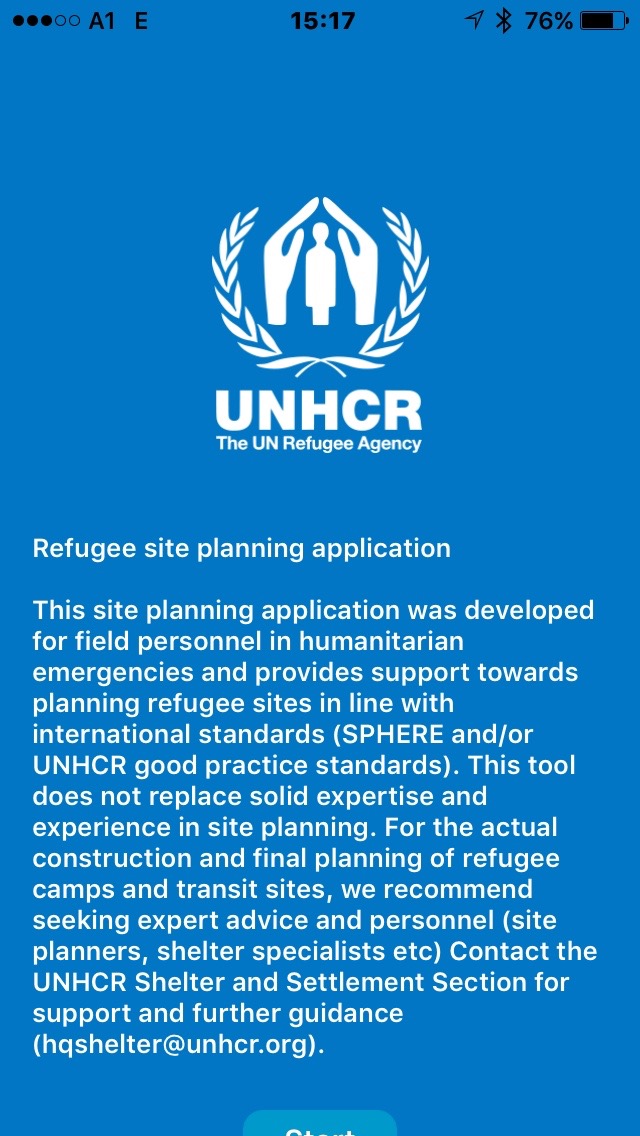 A1 E 15:17 76%
UNHCR
The UN Refugee Agency
Refugee site planning application
This site planning application was developed
for field personnel in humanitarian
emergencies and provides support towards
planning refugee sites in line with
international standards (SPHERE and/or
UNHCR good practice standards). This tool
does not replace solid expertise and
experience in site planning. For the actual
construction and final planning of refugee
camps and transit sites, we recommend
seeking expert advice and personnel (site
planners, shelter specialists etc) Contact the
UNHCR Shelter and Settlement Section for
support and further guidance
(hqshelter@unhcr.org).
Start